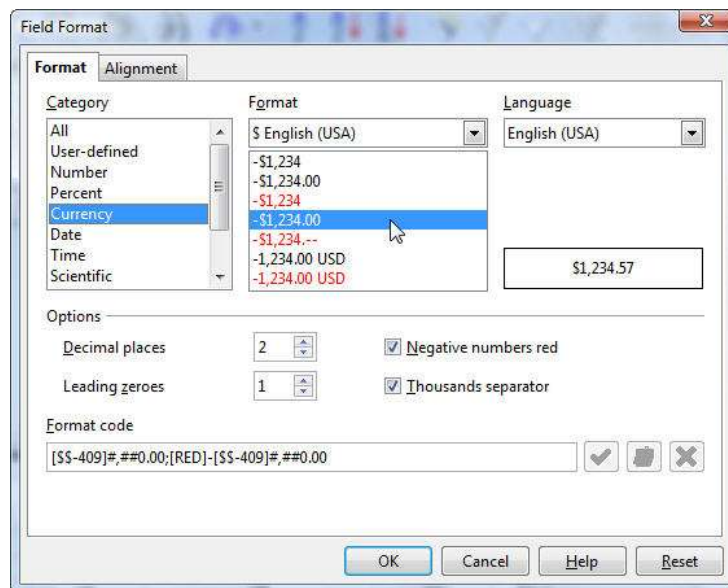 Field Format
Format Alignment
Category Format Language
All $ English (USA) English (USA)
User-defined -$1,234
Number -$1,234.00
Percent -$1,234
Currency -$1,234.00
Date -$1,234.--
Time -1,234.00 USD
Scientific -1,234.00 USD
$1,234.57
Options
Decimal places 2 Negative numbers red
Leading zeroes 1 Thousands separator
Format code
[$$-409]#,##0.00;[RED]-[$$-409]#,##0.00
OK Cancel Help Reset